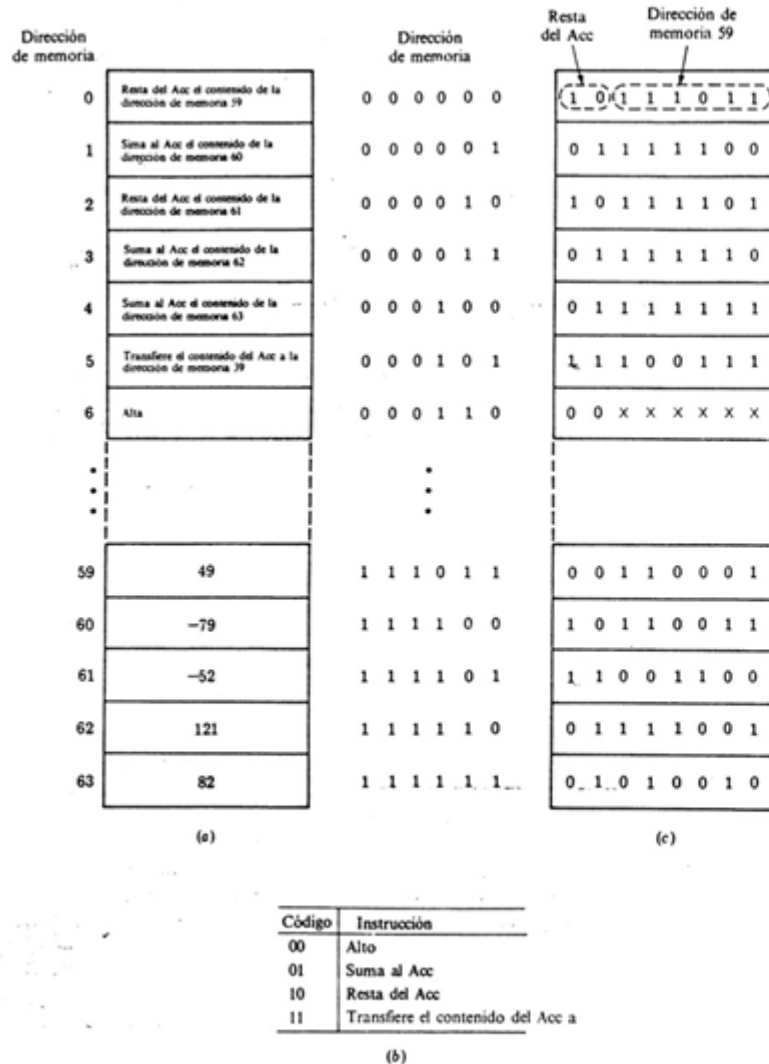 Dirección
de memoria
Dirección
de memoria
Resta
del Acc
Dirección de
memoria 59
0 Resta del Acc el contenido de la
dirección de memoria 59
0 0 0 0 0 0
1 0 1 1 1 0 1 1
1 Suma al Acc el contenido de la
dirección de memoria 60
0 0 0 0 0 1
0 1 1 1 1 1 0 0
2 Resta del Acc el contenido de la
dirección de memoria 61
0 0 0 0 1 0
1 0 1 1 1 1 0 1
3 Suma al Acc el contenido de la
dirección de memoria 62
0 0 0 0 1 1
0 1 1 1 1 1 1 0
4 Suma al Acc el contenido de la
dirección de memoria 63
0 0 0 1 0 0
0 1 1 1 1 1 1 1
5 Transfiere el contenido del Acc a la
dirección de memoria 39
0 0 0 1 0 1
1 1 1 0 0 1 1 1
6 Alta
0 0 0 1 1 0
0 0 X X X X X X
59 49 1 1 1 0 1 1 0 0 1 1 0 0 0 1
60 −79 1 1 1 1 0 0 1 0 1 1 0 0 1 1
61 −52 1 1 1 1 0 1 1 1 0 0 1 1 0 0
62 121 1 1 1 1 1 0 0 1 1 1 1 0 0 1
63 82 1 1 1 1 1 1 0 1 0 1 0 0 1 0
(a)
(c)
Código Instrucción
00 Alto
01 Suma al Acc
10 Resta del Acc
11 Transfiere el contenido del Acc a
(b)